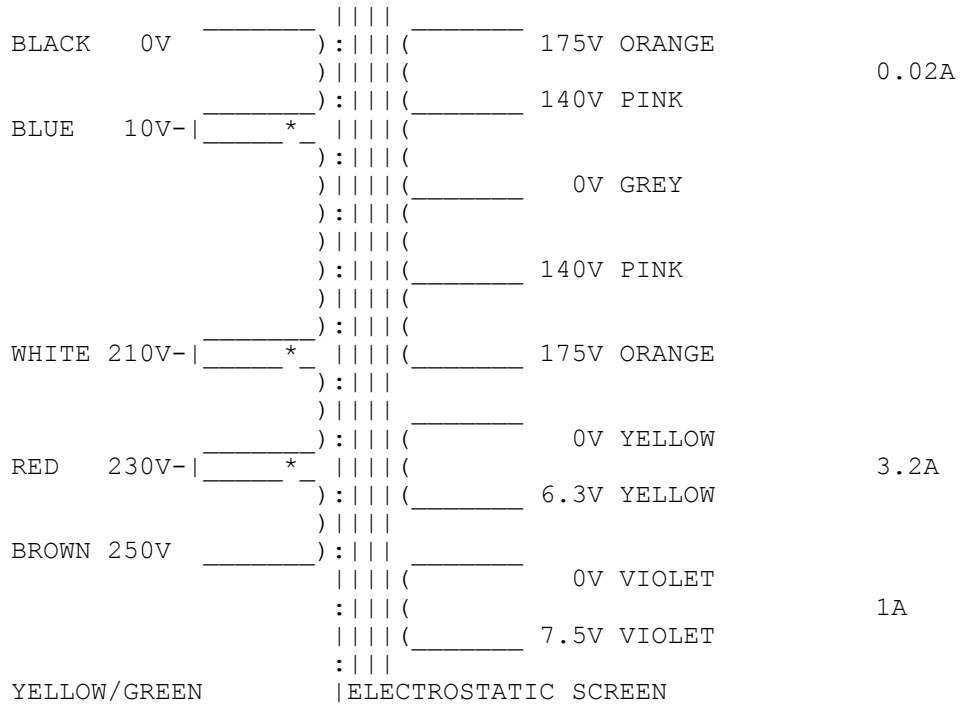 BLACK 0V 175V ORANGE
0.02A
140V PINK
BLUE 10V
0V GREY
140V PINK
WHITE 210V 175V ORANGE
0V YELLOW
RED 230V 3.2A
6.3V YELLOW
BROWN 250V
0V VIOLET
1A
7.5V VIOLET
YELLOW/GREEN ELECTROSTATIC SCREEN